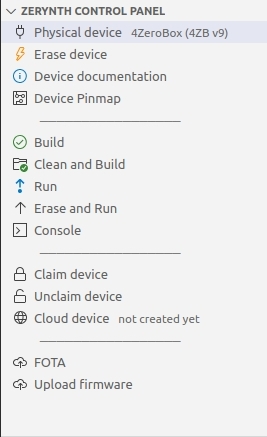 ZERYNTH CONTROL PANEL
Physical device 4ZeroBox (4ZB v9)
Erase device
Device documentation
Device Pinmap
Build
Clean and Build
Run
Erase and Run
Console
Claim device
Unclaim device
Cloud device not created yet
FOTA
Upload firmware